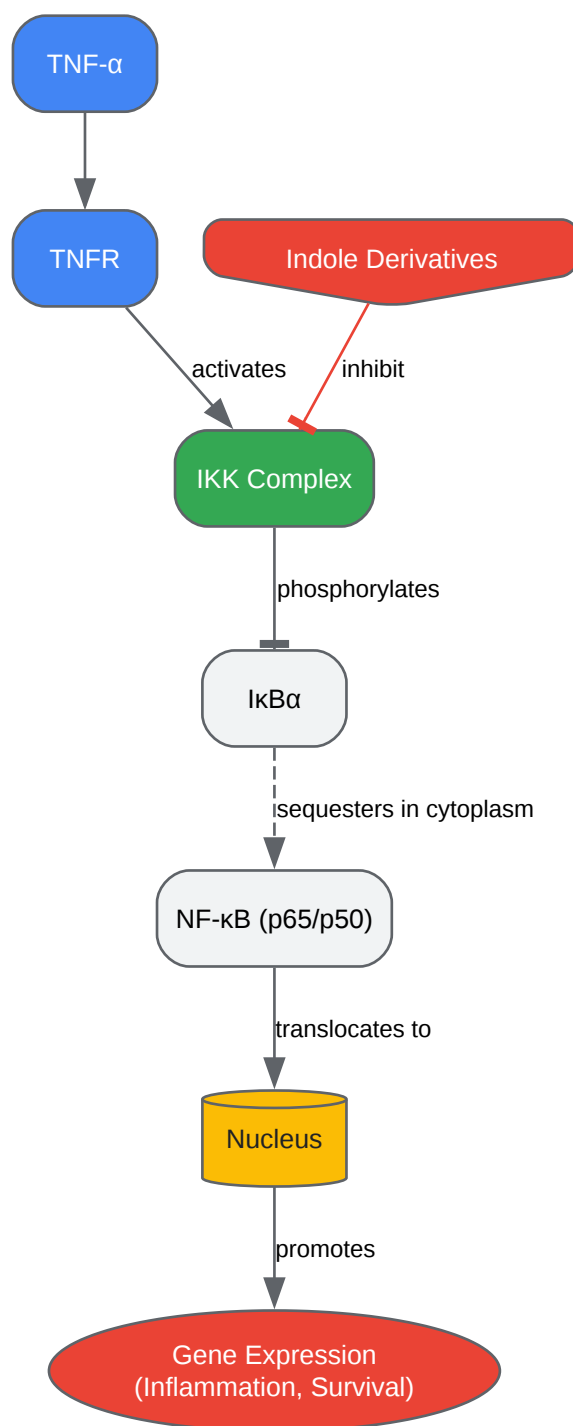 TNF-α
TNFR
Indole Derivatives
activates
inhibit
IKK Complex
phosphorylates
IκBα
sequesters in cytoplasm
NF-κB (p65/p50)
translocates to
Nucleus
promotes
Gene Expression
(Inflammation, Survival)